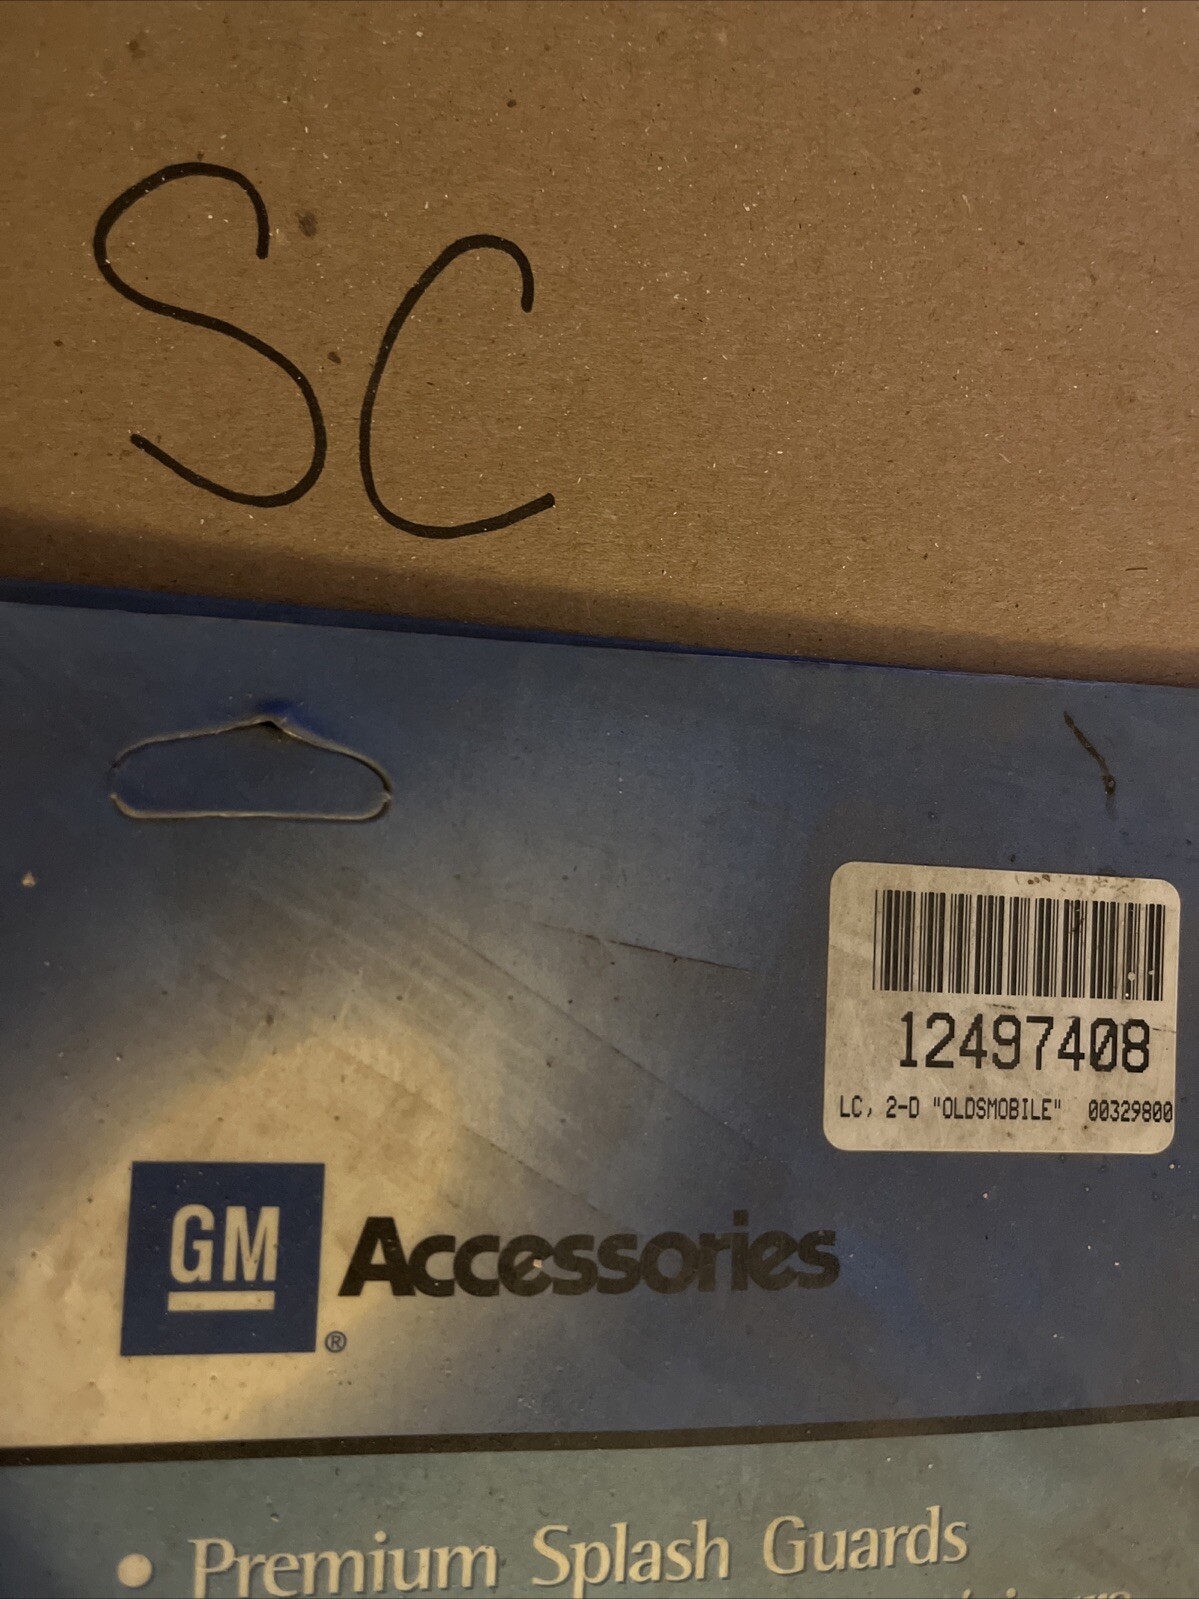 SC
12497408
LC, 2-D "OLDSMOBILE" 00329800
GM
®
Accessories
• Premium Splash Guards